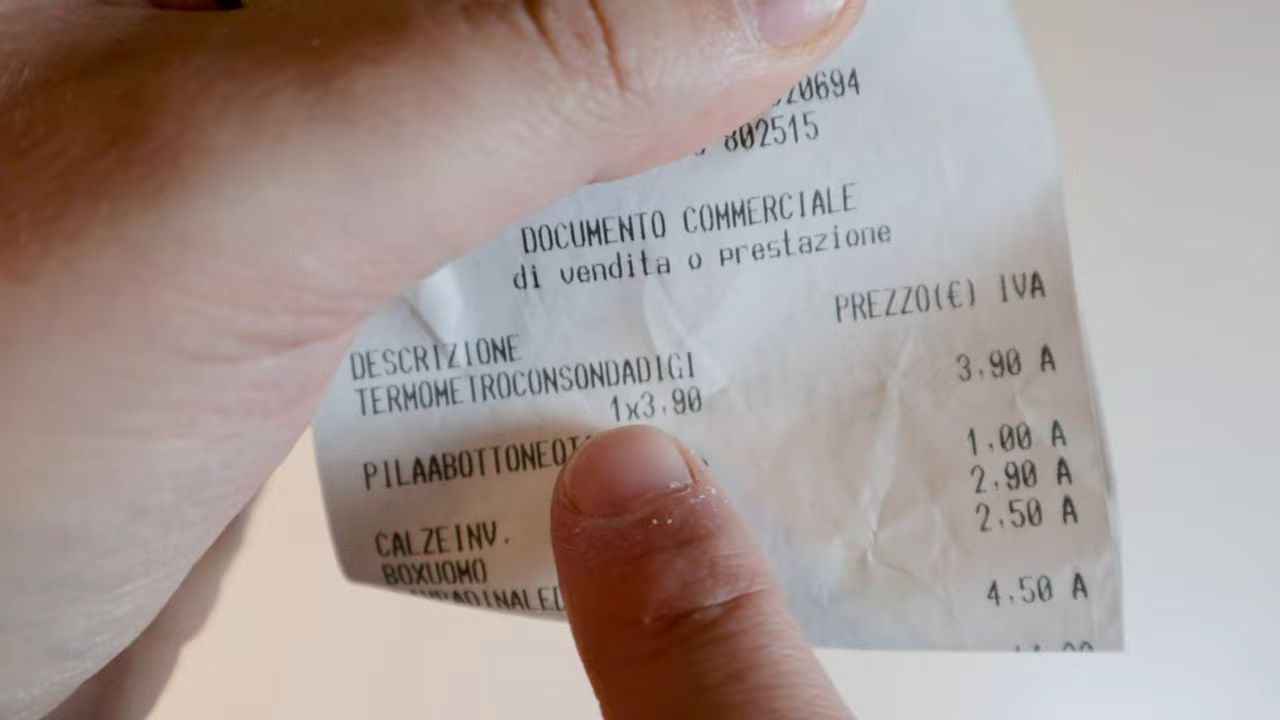 20694
802515
DOCUMENTO COMMERCIALE
di vendita o prestazione
PREZZO(€) IVA
DESCRIZIONE
TERMOMETROCONSONDADIGI 3.90 A
1x3.90
PILAABOTTONEQT 1.00 A
2.90 A
CALZEINV. 2.50 A
BOXUOMO
4.50 A